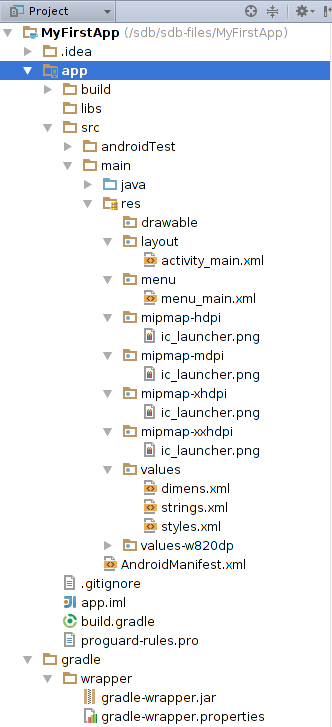 Project
MyFirstApp (/sdb/sdb-files/MyFirstApp)
.idea
app
build
libs
src
androidTest
main
java
res
drawable
layout
activity_main.xml
menu
menu_main.xml
mipmap-hdpi
ic_launcher.png
mipmap-mdpi
ic_launcher.png
mipmap-xhdpi
ic_launcher.png
mipmap-xxhdpi
ic_launcher.png
values
dimens.xml
strings.xml
styles.xml
values-w820dp
AndroidManifest.xml
.gitignore
app.iml
build.gradle
proguard-rules.pro
gradle
wrapper
gradle-wrapper.jar
gradle-wrapper.properties